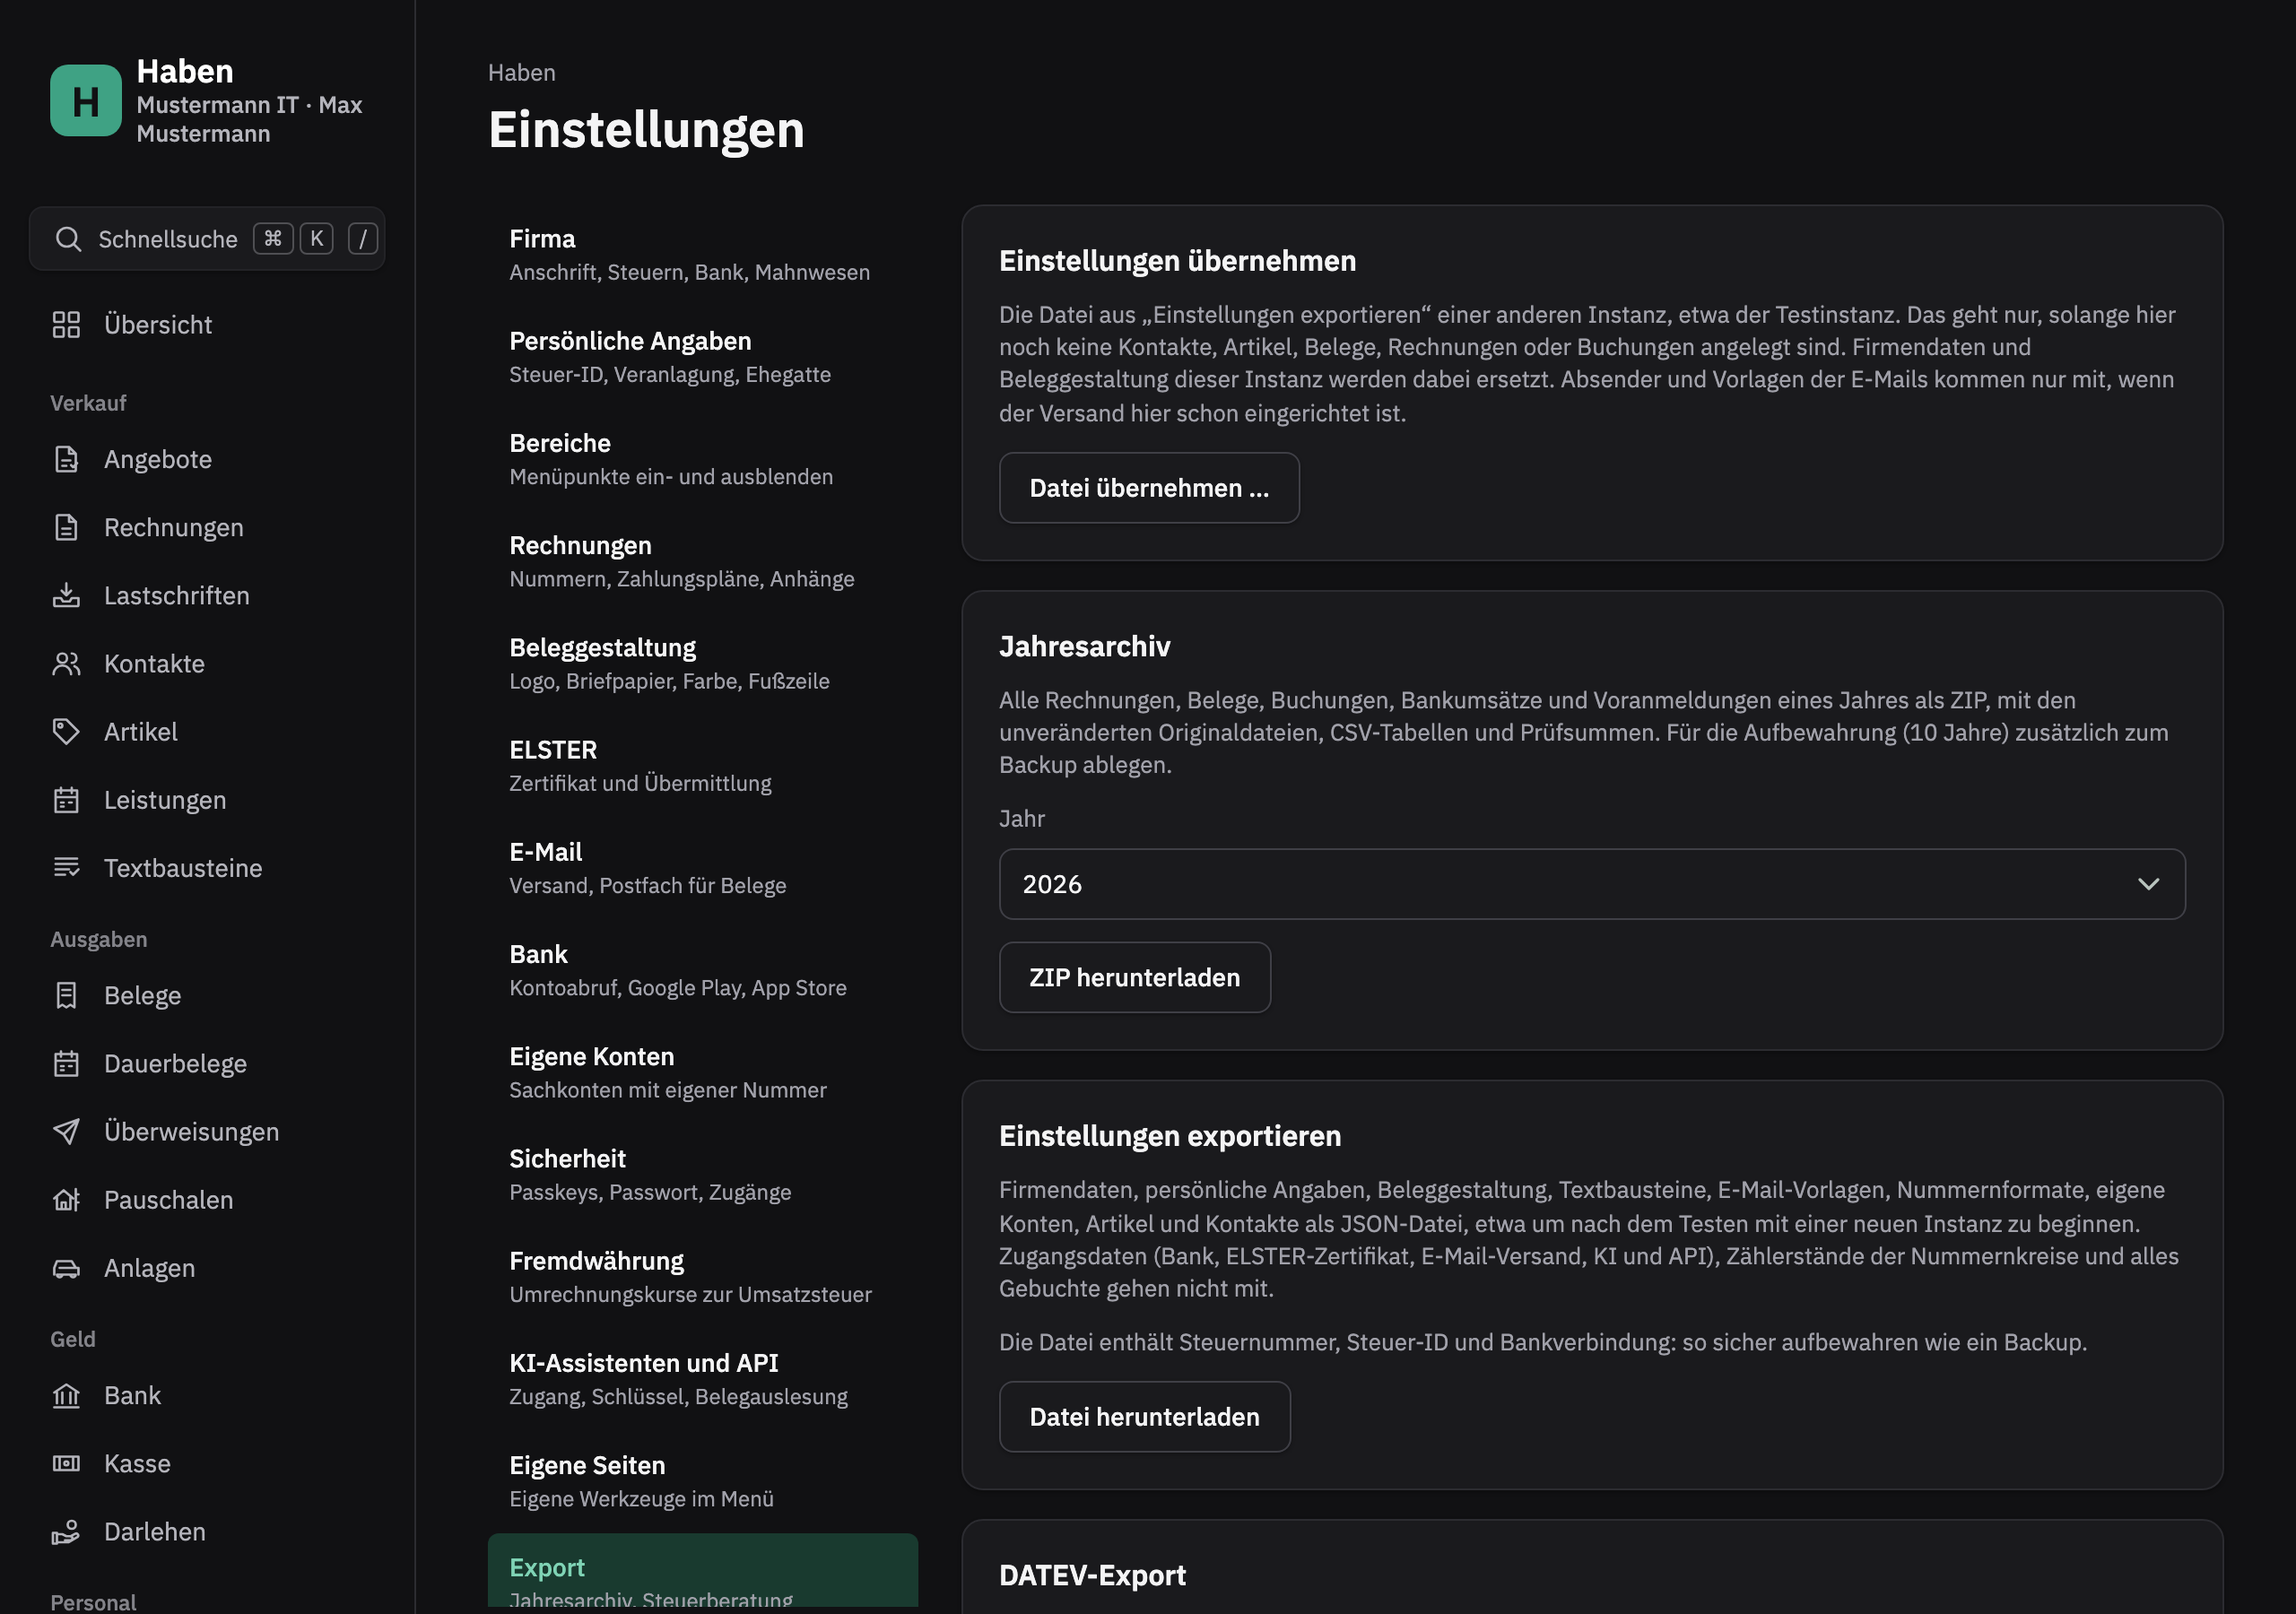 H
Haben
Mustermann IT · Max
Mustermann
Schnellsuche ⌘ K /
Übersicht
Verkauf
Angebote
Rechnungen
Lastschriften
Kontakte
Artikel
Leistungen
Textbausteine
Ausgaben
Belege
Dauerbelege
Überweisungen
Pauschalen
Anlagen
Geld
Bank
Kasse
Darlehen
Personal
Haben
Einstellungen
Firma
Anschrift, Steuern, Bank, Mahnwesen
Persönliche Angaben
Steuer-ID, Veranlagung, Ehegatte
Bereiche
Menüpunkte ein- und ausblenden
Rechnungen
Nummern, Zahlungspläne, Anhänge
Beleggestaltung
Logo, Briefpapier, Farbe, Fußzeile
ELSTER
Zertifikat und Übermittlung
E-Mail
Versand, Postfach für Belege
Bank
Kontoabruf, Google Play, App Store
Eigene Konten
Sachkonten mit eigener Nummer
Sicherheit
Passkeys, Passwort, Zugänge
Fremdwährung
Umrechnungskurse zur Umsatzsteuer
KI-Assistenten und API
Zugang, Schlüssel, Belegauslesung
Eigene Seiten
Eigene Werkzeuge im Menü
Export
Jahresarchiv, Steuerberatung
Einstellungen übernehmen
Die Datei aus „Einstellungen exportieren“ einer anderen Instanz, etwa der Testinstanz. Das geht nur, solange hier
noch keine Kontakte, Artikel, Belege, Rechnungen oder Buchungen angelegt sind. Firmendaten und
Beleggestaltung dieser Instanz werden dabei ersetzt. Absender und Vorlagen der E-Mails kommen nur mit, wenn
der Versand hier schon eingerichtet ist.
Datei übernehmen ...
Jahresarchiv
Alle Rechnungen, Belege, Buchungen, Bankumsätze und Voranmeldungen eines Jahres als ZIP, mit den
unveränderten Originaldateien, CSV-Tabellen und Prüfsummen. Für die Aufbewahrung (10 Jahre) zusätzlich zum
Backup ablegen.
Jahr
2026
ZIP herunterladen
Einstellungen exportieren
Firmendaten, persönliche Angaben, Beleggestaltung, Textbausteine, E-Mail-Vorlagen, Nummernformate, eigene
Konten, Artikel und Kontakte als JSON-Datei, etwa um nach dem Testen mit einer neuen Instanz zu beginnen.
Zugangsdaten (Bank, ELSTER-Zertifikat, E-Mail-Versand, KI und API), Zählerstände der Nummernkreise und alles
Gebuchte gehen nicht mit.
Die Datei enthält Steuernummer, Steuer-ID und Bankverbindung: so sicher aufbewahren wie ein Backup.
Datei herunterladen
DATEV-Export